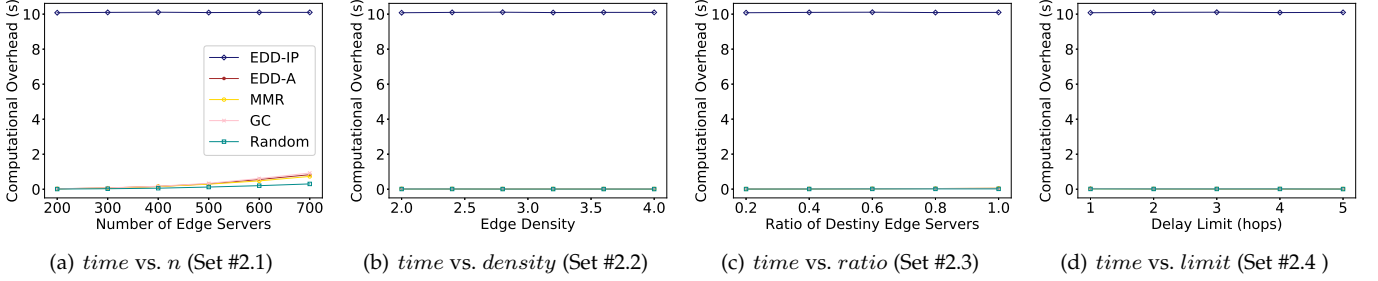 Computational Overhead (s)
10
8
6
4
2
0
EDD-IP
EDD-A
MMR
GC
Random
200 300 400 500 600 700
Number of Edge Servers
(a) time vs. n (Set #2.1)
Computational Overhead (s)
10
8
6
4
2
0
2.0 2.5 3.0 3.5 4.0
Edge Density
(b) time vs. density (Set #2.2)
Computational Overhead (s)
10
8
6
4
2
0
0.2 0.4 0.6 0.8 1.0
Ratio of Destiny Edge Servers
(c) time vs. ratio (Set #2.3)
Computational Overhead (s)
10
8
6
4
2
0
1 2 3 4 5
Delay Limit (hops)
(d) time vs. limit (Set #2.4 )